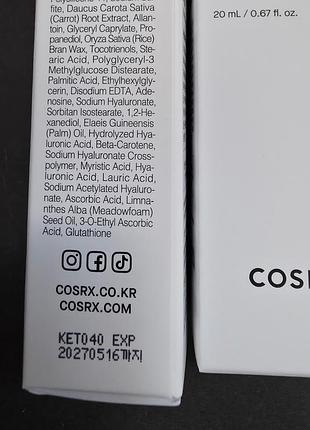 fite, Daucus Carota Sativa
(Carrot) Root Extract, Allan-
toin, Glyceryl Caprylate, Pro-
panediol, Oryza Sativa (Rice)
Bran Wax, Tocotrienols, Ste-
aric Acid, Polyglyceryl-3
Methylglucose Distearate,
Palmitic Acid, Ethylhexylgly-
cerin, Disodium EDTA, Ade-
nosine, Sodium Hyaluronate,
Sorbitan Isostearate, 1,2-He-
xanediol, Elaeis Guineensis
(Palm) Oil, Hydrolyzed Hya-
luronic Acid, Beta-Carotene,
Sodium Hyaluronate Cross-
polymer, Myristic Acid, Hya-
luronic Acid, Lauric Acid,
Sodium Acetylated Hyaluro-
nate, Ascorbic Acid, Limnan-
thes Alba (Meadowfoam)
Seed Oil, 3-O-Ethyl Ascorbic
Acid, Glutathione
COSRX.CO.KR
COSRX.COM
KET040 EXP
20270516까지
20 mL / 0.67 fl. oz.
COSR